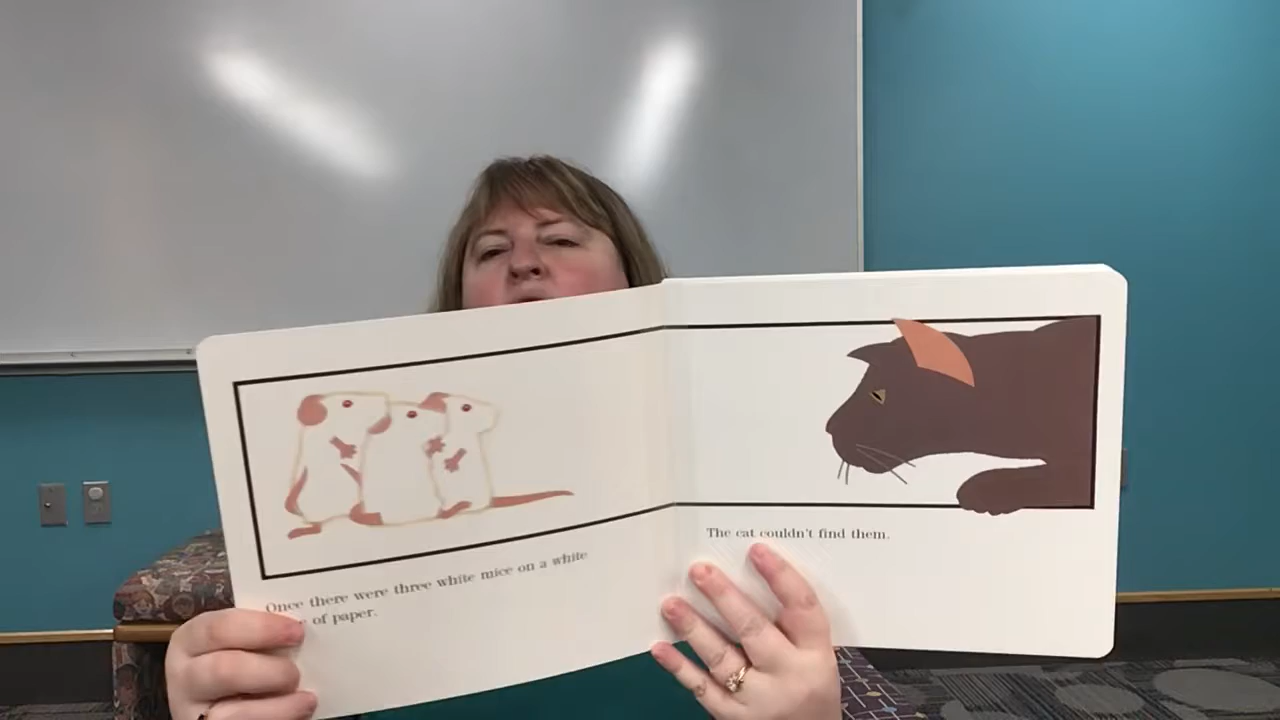 Once there were three white mice on a white
of paper.
The cat couldn't find them.